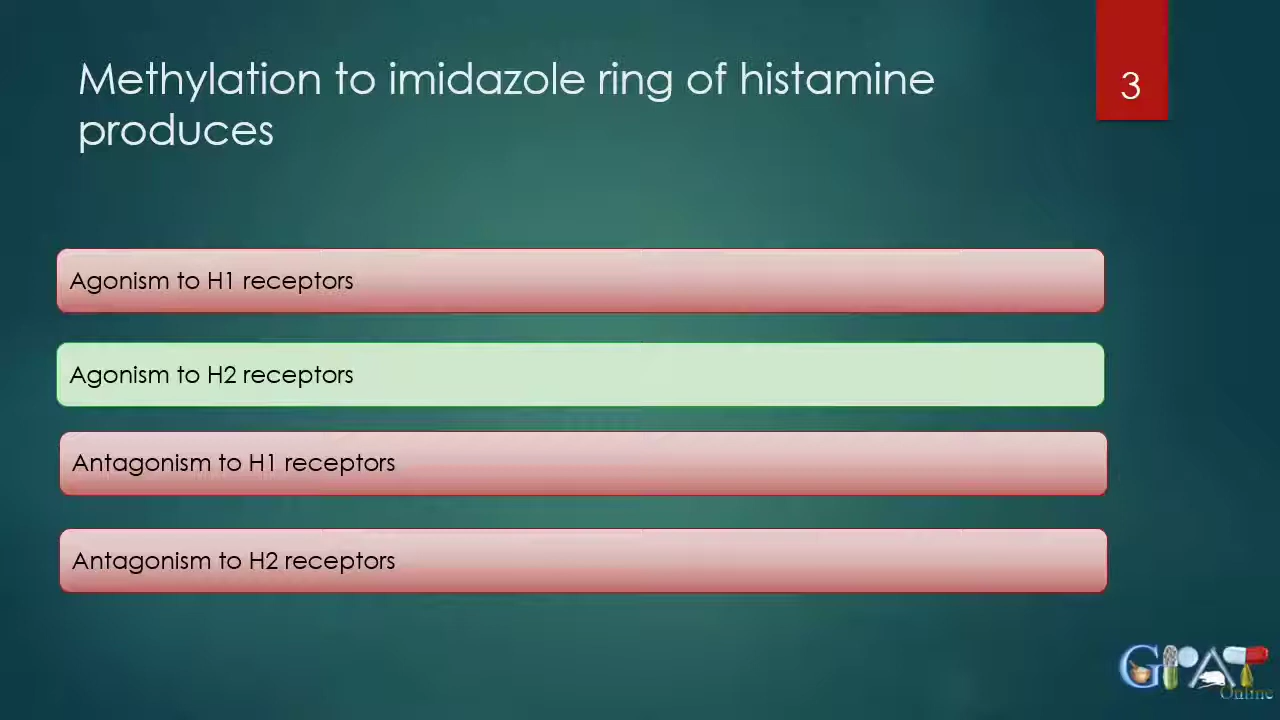 Methylation to imidazole ring of histamine
produces
3
Agonism to H1 receptors
Agonism to H2 receptors
Antagonism to H1 receptors
Antagonism to H2 receptors
GPAT
Online